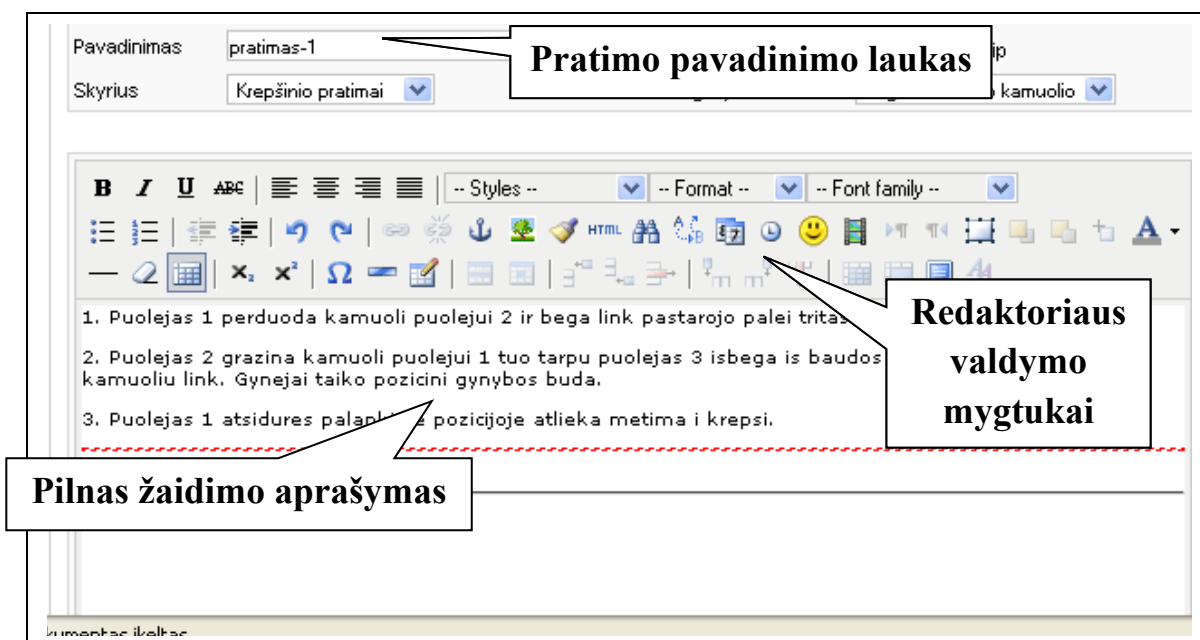 Pavadinimas pratimas-1 Pratimo pavadinimo laukas
Skyrius Krepšinio pratimai kamuolio
B I U ABC -- Styles -- -- Format -- -- Font family --
HTML
1. Puolejas 1 perduoda kamuoli puolejui 2 ir bega link pastarojo palei
2. Puolejas 2 grazina kamuoli puolejui 1 tuo tarpu puolejas 3 isbega is baudos
kamuoliu link. Gynejai taiko pozicini gynybos buda.
3. Puolejas 1 atsidures pozicijoje atlieka metima i krepsi.
Redaktoriaus
valdymo
mygtukai
Pilnas žaidimo aprašymas
ikeltas